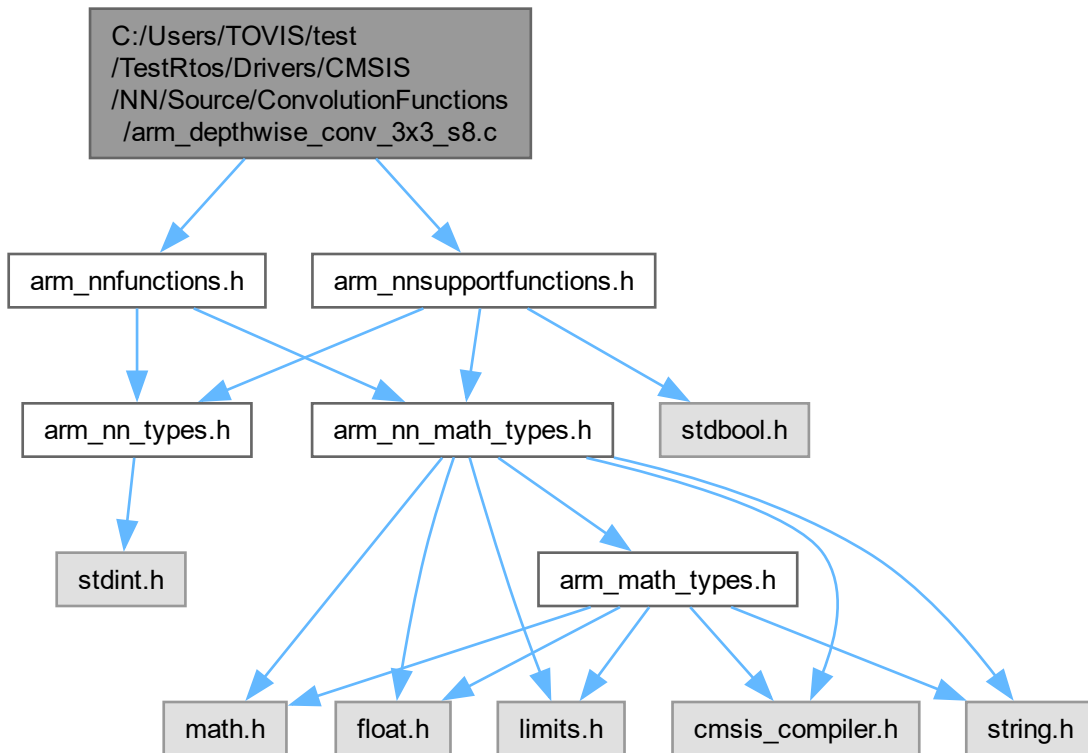 C:/Users/TOVIS/test
/TestRtos/Drivers/CMSIS
/NN/Source/ConvolutionFunctions
/arm_depthwise_conv_3x3_s8.c
arm_nnfunctions.h
arm_nnsupportfunctions.h
arm_nn_types.h
arm_nn_math_types.h
stdbool.h
stdint.h
arm_math_types.h
math.h
float.h
limits.h
cmsis_compiler.h
string.h